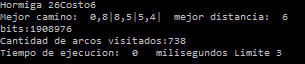 Hormiga 26Costo6
Mejor camino:  0,8|8,5|5,4|  mejor distancia:  6
bits:1908976
Cantidad de arcos visitados:738
Tiempo de ejecucion:  0   milisegundos Limite 3